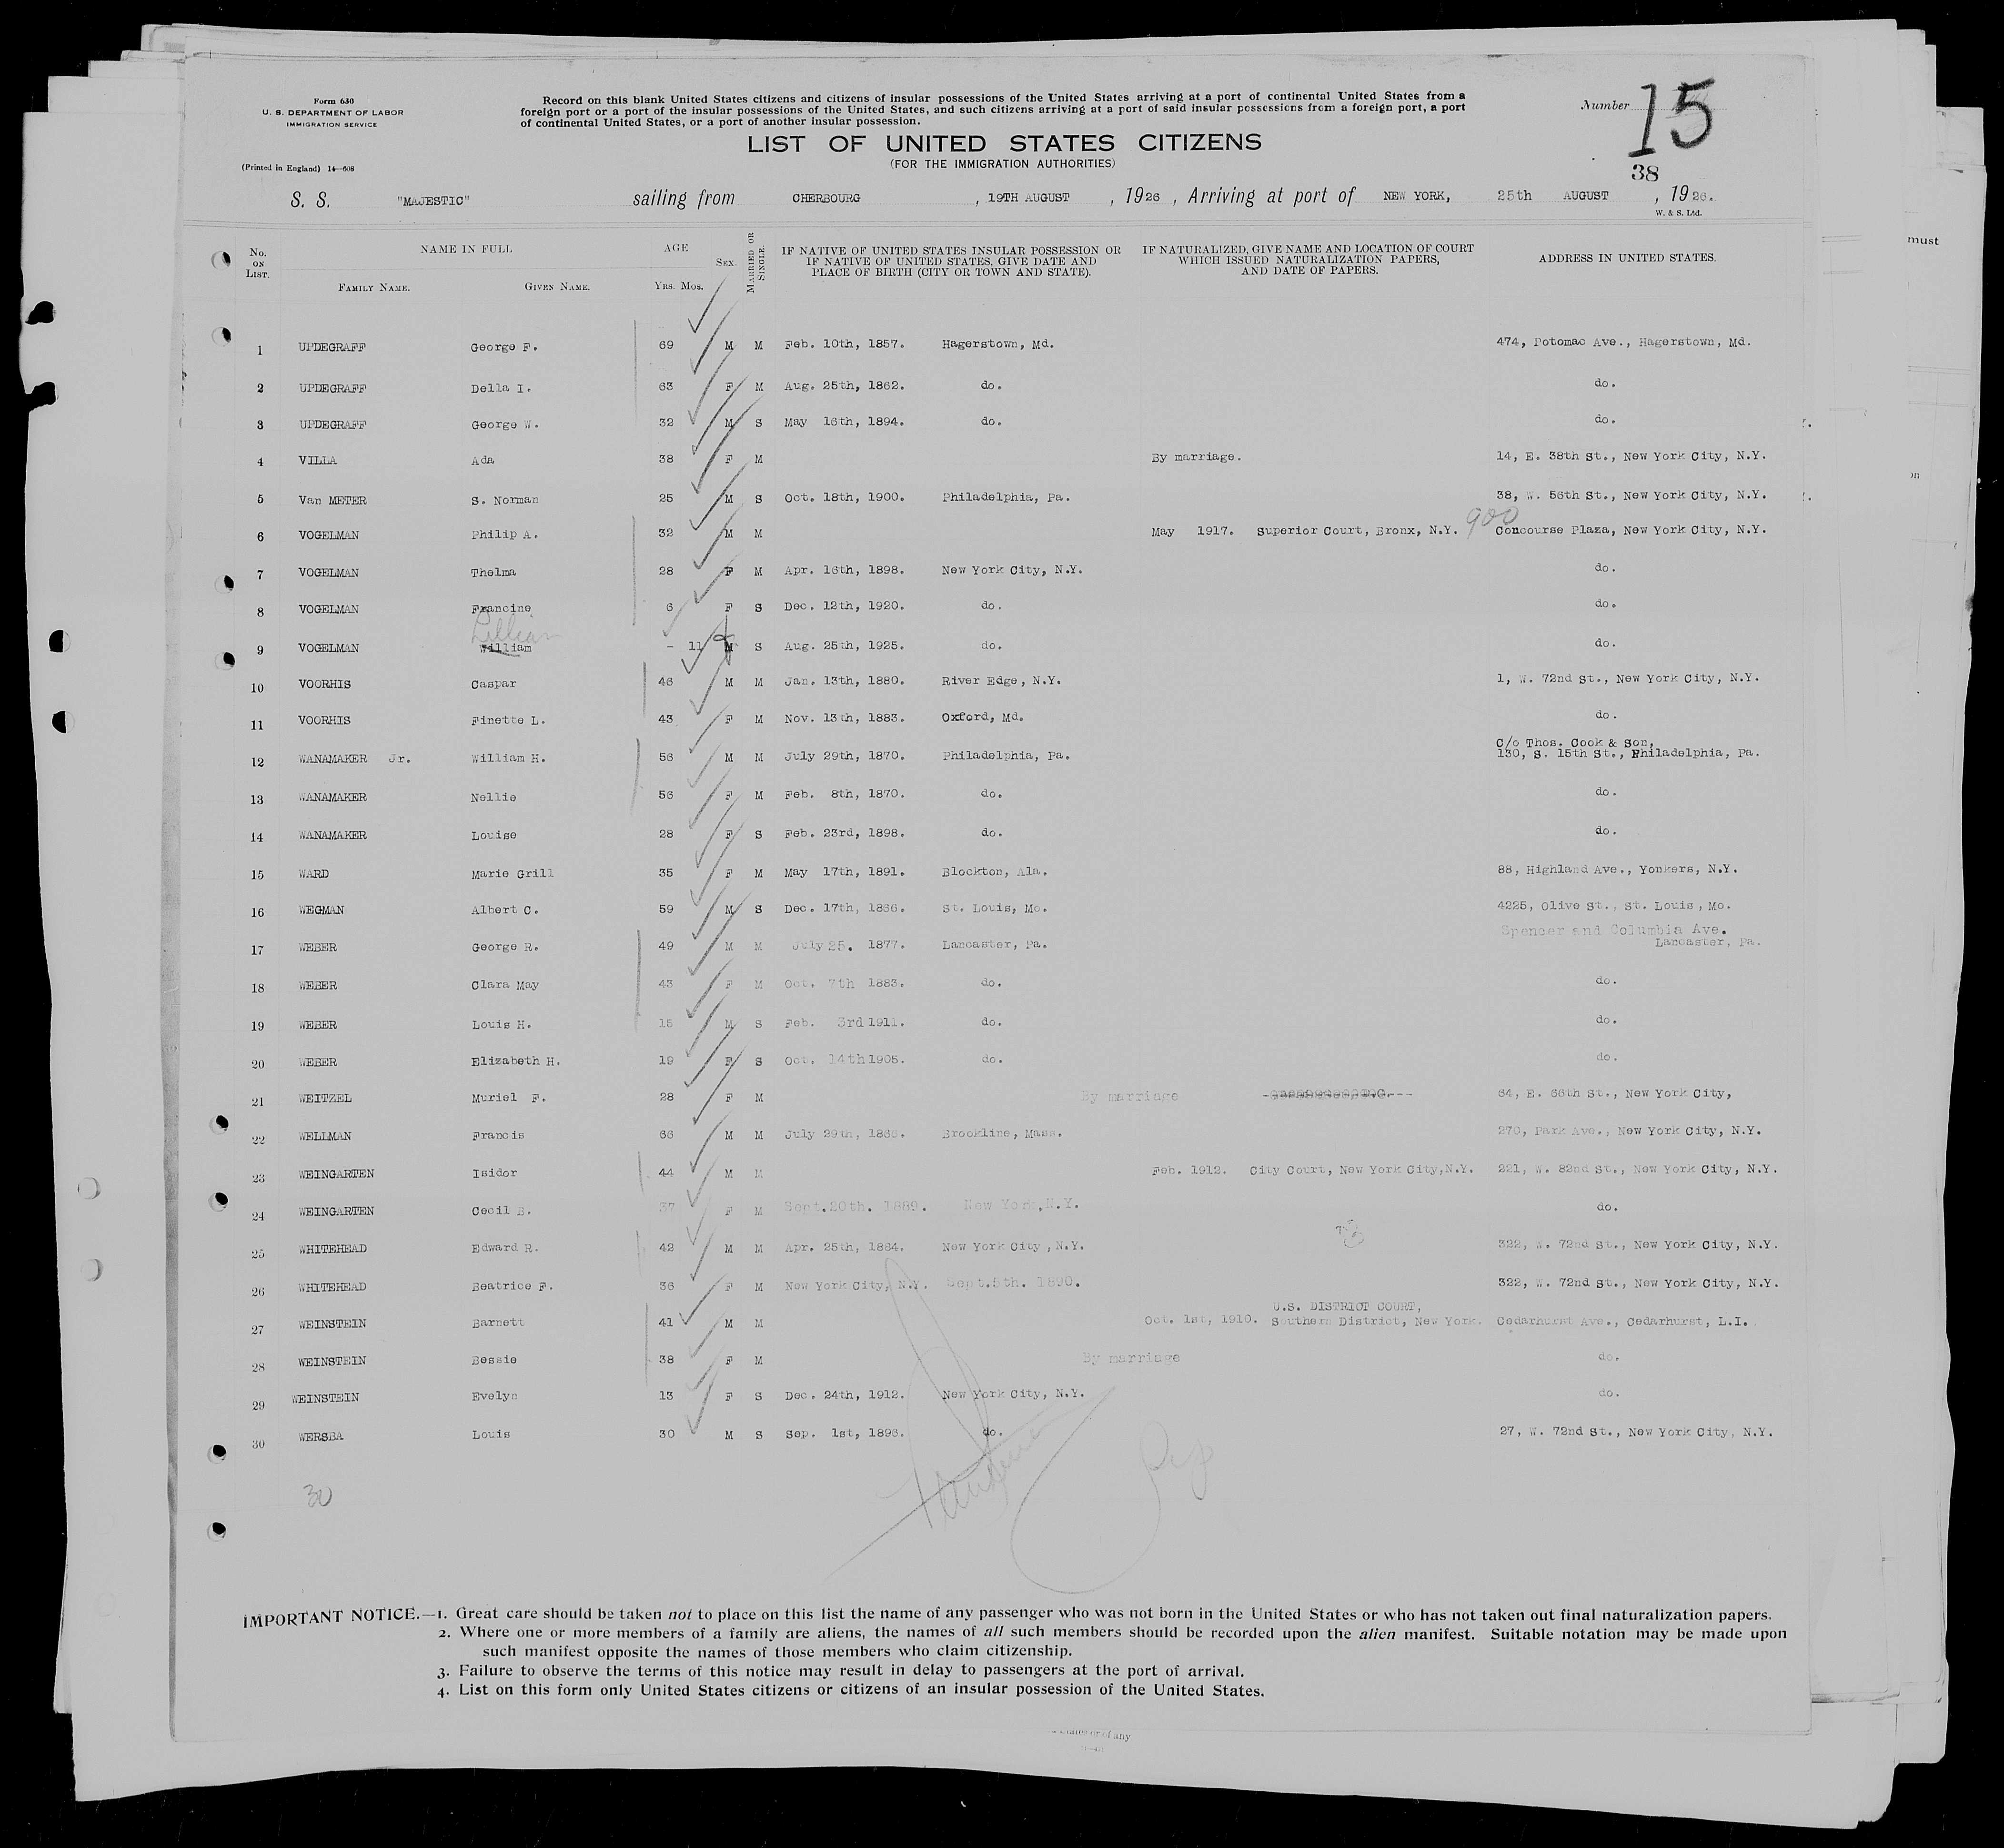 Form 630
U. S. DEPARTMENT OF LABOR
IMMIGRATION SERVICE
(Printed in England) 14—608
Record on this blank United States citizens and citizens of insular possessions of the United States arriving at a port of continental United States from a
foreign port or a port of the insular possessions of the United States, and such citizens arriving at a port of said insular possessions from a foreign port, a port
of continental United States, or a port of another insular possession.
Number 15
LIST OF UNITED STATES CITIZENS
(FOR THE IMMIGRATION AUTHORITIES)
38
S. S. "MAJESTIC" sailing from CHERBOURG , 19TH AUGUST , 1926 , Arriving at port of NEW YORK, 25th AUGUST , 1926.
W. & S. Ltd.
must
No. ON LIST. NAME IN FULL FAMILY NAME. GIVEN NAME. AGE YRS. MOS. SEX. MARRIED OR SINGLE. IF NATIVE OF UNITED STATES INSULAR POSSESSION OR IF NATIVE OF UNITED STATES, GIVE DATE AND PLACE OF BIRTH (CITY OR TOWN AND STATE). IF NATURALIZED, GIVE NAME AND LOCATION OF COURT WHICH ISSUED NATURALIZATION PAPERS, AND DATE OF PAPERS. ADDRESS IN UNITED STATES.
1 UPDEGRAFF George F. 69 M M Feb. 10th, 1857. Hagerstown, Md. 474, Potomac Ave., Hagerstown, Md.
2 UPDEGRAFF Della I. 63 F M Aug. 25th, 1862. do. do.
3 UPDEGRAFF George W. 32 M S May 16th, 1894. do. do.
4 VILLA Ada 38 F M By marriage. 14, E. 38th St., New York City, N.Y.
5 Van METER S. Norman 25 M S Oct. 18th, 1900. Philadelphia, Pa. 38, W. 56th St., New York City, N.Y.
6 VOGELMAN Philip A. 32 M M May 1917. Superior Court, Bronx, N.Y. 900 Concourse Plaza, New York City, N.Y.
7 VOGELMAN Thelma 28 F M Apr. 16th, 1898. New York City, N.Y. do.
8 VOGELMAN Francine 6 F S Dec. 12th, 1920. do. do.
Lillian
9 VOGELMAN William - 11 M S Aug. 25th, 1925. do. do.
10 VOORHIS Caspar 46 M M Jan. 13th, 1880. River Edge, N.Y. 1, W. 72nd St., New York City, N.Y.
11 VOORHIS Finette L. 43 F M Nov. 13th, 1883. Oxford, Md. do.
C/o Thos. Cook & Son,
12 WANAMAKER Jr. William H. 56 M M July 29th, 1870. Philadelphia, Pa. 130, S. 15th St., Philadelphia, Pa.
13 WANAMAKER Nellie 56 F M Feb. 8th, 1870. do. do.
14 WANAMAKER Louise 28 F S Feb. 23rd, 1898. do. do.
15 WARD Marie Grill 35 F M May 17th, 1891. Blockton, Ala. 88, Highland Ave., Yonkers, N.Y.
16 WEGMAN Albert C. 59 M S Dec. 17th, 1866. St. Louis, Mo. 4225, Olive St., St. Louis, Mo.
Spencer and Columbia Ave.
17 WEBER George R. 49 M M July 25. 1877. Lancaster, Pa. Lancaster, Pa.
18 WEBER Clara May 43 F M Oct. 7th 1883. do. do.
19 WEBER Louis H. 15 M S Feb. 3rd 1911. do. do.
20 WEBER Elizabeth H. 19 F S Oct. 14th 1905. do. do.
21 WEITZEL Muriel F. 28 F M By marriage 64, E. 66th St., New York City,
22 WELLMAN Francis 66 M M July 29th, 1866. Brookline, Mass. 270, Park Ave., New York City, N.Y.
23 WEINGARTEN Isidor 44 M M Feb. 1912. City Court, New York City, N.Y. 221, W. 82nd St., New York City, N.Y.
24 WEINGARTEN Cecil B. 37 F M Sept. 20th. 1889. New York, N.Y. do.
25 WHITEHEAD Edward R. 42 M M Apr. 25th, 1884. New York City, N.Y. 322, W. 72nd St., New York City, N.Y.
26 WHITEHEAD Beatrice F. 36 F M New York City, N.Y. Sept. 5th. 1890. 322, W. 72nd St., New York City, N.Y.
U.S. DISTRICT COURT,
27 WEINSTEIN Barnett 41 M M Oct. 1st, 1910. Southern District, New York. Cedarhurst Ave., Cedarhurst, L.I.
28 WEINSTEIN Bessie 38 F M By marriage do.
29 WEINSTEIN Evelyn 13 F S Dec. 24th, 1912. New York City, N.Y. do.
30 WERSBA Louis 30 M S Sep. 1st, 1896. do. 27, W. 72nd St., New York City, N.Y.
30
IMPORTANT NOTICE.—1. Great care should be taken not to place on this list the name of any passenger who was not born in the United States or who has not taken out final naturalization papers.
2. Where one or more members of a family are aliens, the names of all such members should be recorded upon the alien manifest. Suitable notation may be made upon
such manifest opposite the names of those members who claim citizenship.
3. Failure to observe the terms of this notice may result in delay to passengers at the port of arrival.
4. List on this form only United States citizens or citizens of an insular possession of the United States.